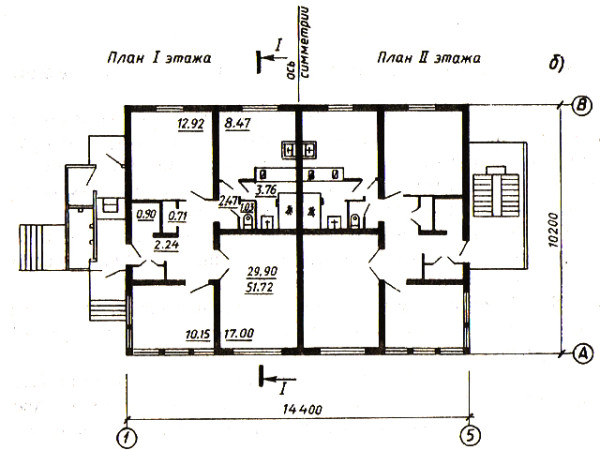 План I этажа
I
ось
симметрии
План II этажа
б)
В
12.92
8.47
3.76
2.47
1.03
0.90
0.71
2.24
29.90
51.72
10.15
17.00
10200
А
I
14 400
1
5